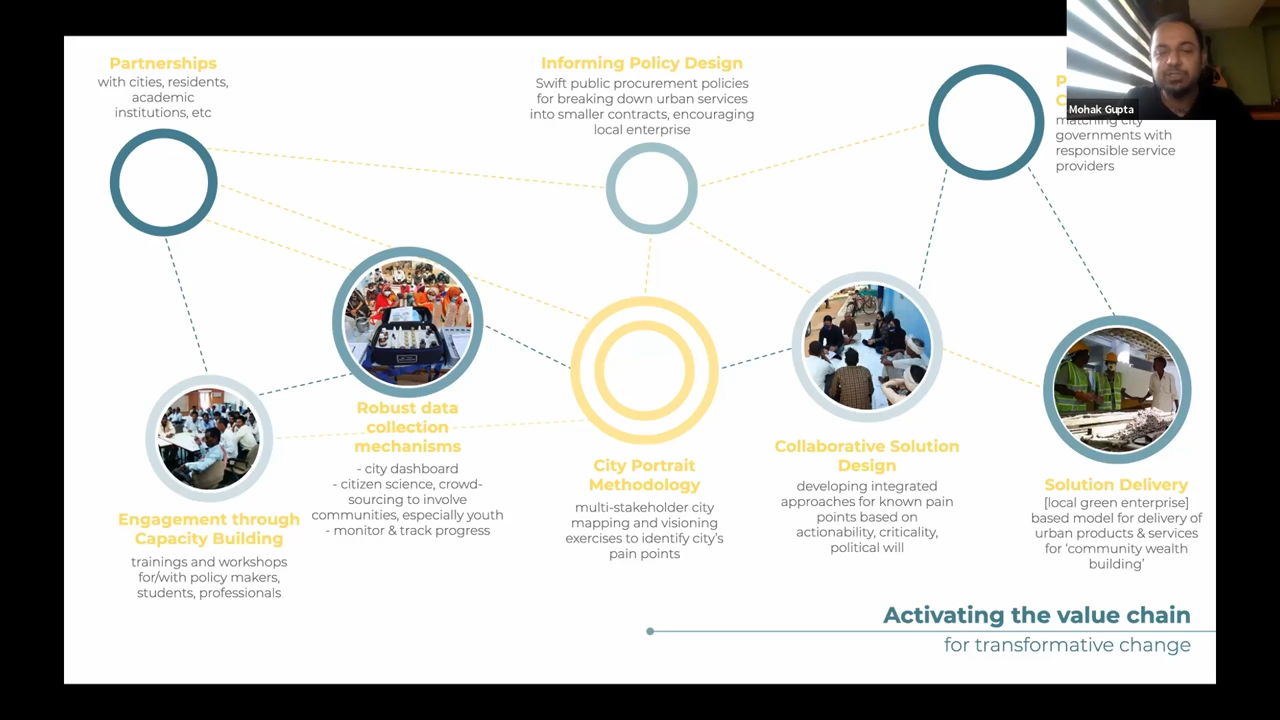 Partnerships
with cities, residents,
academic
institutions, etc
Informing Policy Design
Swift public procurement policies
for breaking down urban services
into smaller contracts, encouraging
local enterprise
matching city
governments with
responsible service
providers
Mohak Gupta
Robust data
collection
mechanisms
- city dashboard
- citizen science, crowd-
sourcing to involve
communities, especially youth
- monitor & track progress
Engagement through
Capacity Building
trainings and workshops
for/with policy makers,
students, professionals
City Portrait
Methodology
multi-stakeholder city
mapping and visioning
exercises to identify city's
pain points
Collaborative Solution
Design
developing integrated
approaches for known pain
points based on
actionability, criticality,
political will
Solution Delivery
[local green enterprise]
based model for delivery of
urban products & services
for ‘community wealth
building’
Activating the value chain
for transformative change